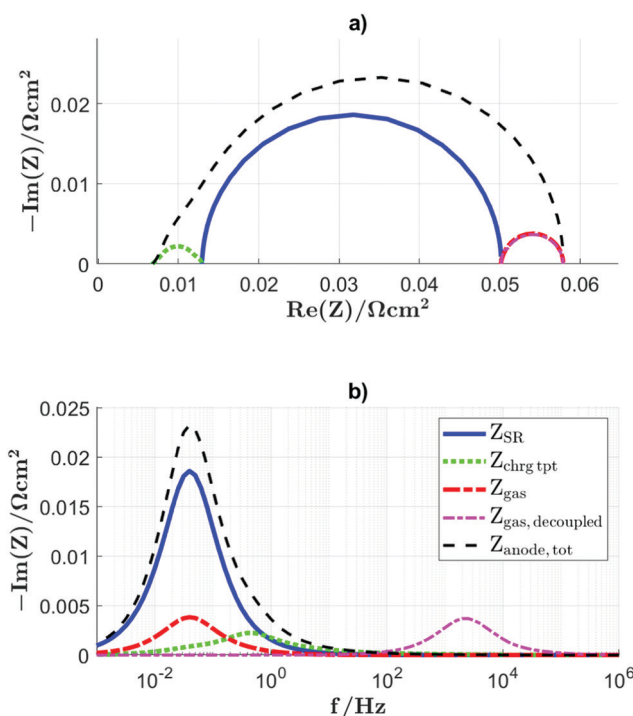 a)
−Im(Z)/Ωcm²
0.02
0.01
0
0 0.01 0.02 0.03 0.04 0.05 0.06
Re(Z)/Ωcm²
b)
−Im(Z)/Ωcm²
0.025
0.02
0.015
0.01
0.005
0
Z_SR
Z_chrg tpt
Z_gas
Z_gas, decoupled
Z_anode, tot
10⁻² 10⁰ 10² 10⁴ 10⁶
f/Hz